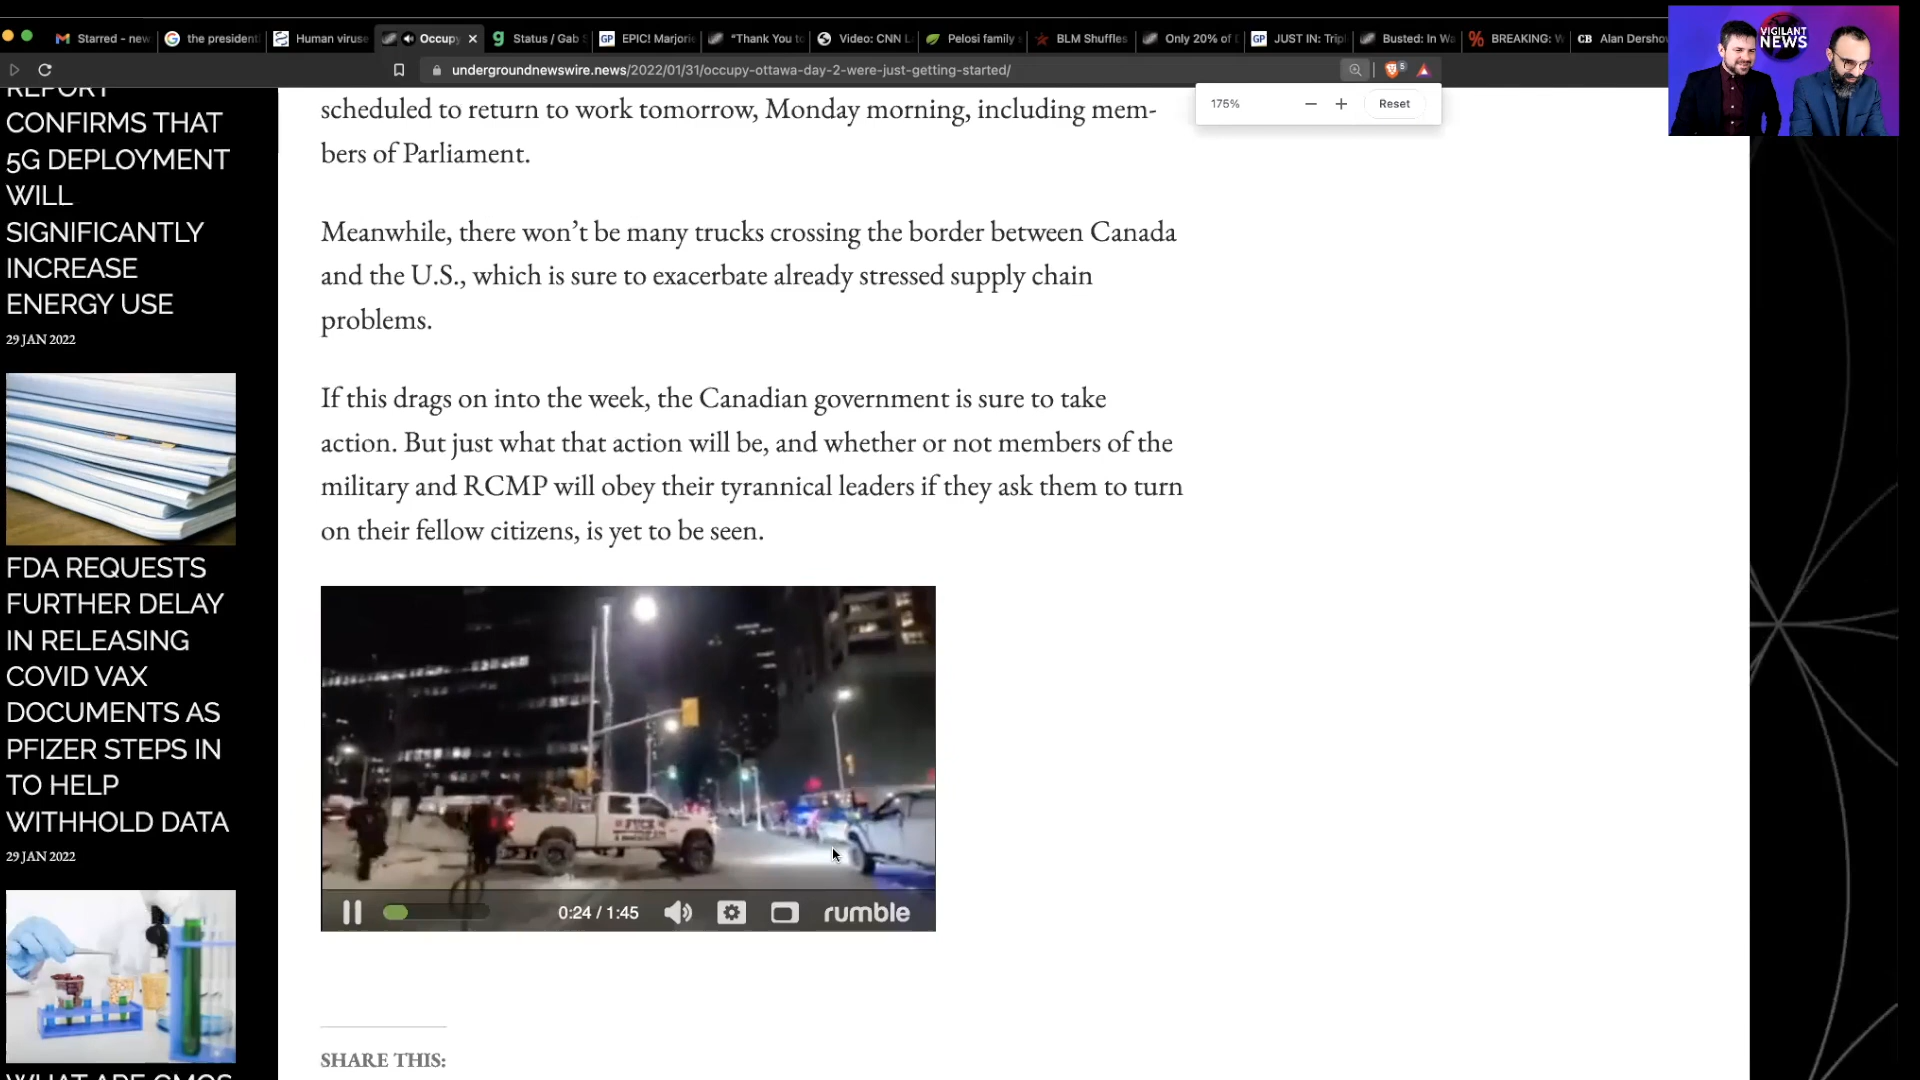 Starred - new
the president
Human viruse
Occupy
Status / Gab S
GP EPIC! Marjorie
"Thank You to
Video: CNN L
Pelosi family s
BLM Shuffles
Only 20% of D
GP JUST IN: Trip
Busted: In Wa
BREAKING: W
CB Alan Dershow
undergroundnewswire.news/2022/01/31/occupy-ottawa-day-2-were-just-getting-started/
5
175%
Reset
VIGILANT
NEWS
REPORT
CONFIRMS THAT
5G DEPLOYMENT
WILL
SIGNIFICANTLY
INCREASE
ENERGY USE
29 JAN 2022
FDA REQUESTS
FURTHER DELAY
IN RELEASING
COVID VAX
DOCUMENTS AS
PFIZER STEPS IN
TO HELP
WITHHOLD DATA
29 JAN 2022
WHAT ARE GMOS
scheduled to return to work tomorrow, Monday morning, including mem-
bers of Parliament.
Meanwhile, there won't be many trucks crossing the border between Canada
and the U.S., which is sure to exacerbate already stressed supply chain
problems.
If this drags on into the week, the Canadian government is sure to take
action. But just what that action will be, and whether or not members of the
military and RCMP will obey their tyrannical leaders if they ask them to turn
on their fellow citizens, is yet to be seen.
0:24 / 1:45
rumble
SHARE THIS: